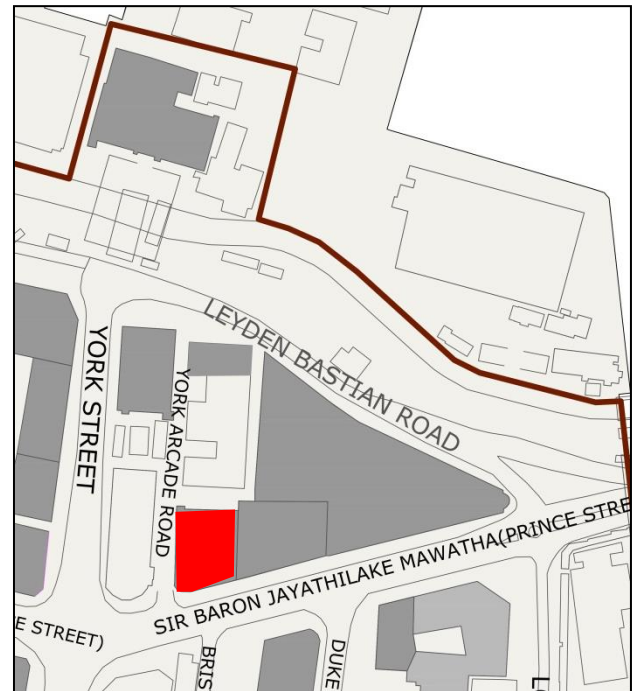 LEYDEN BASTIAN ROAD
YORK STREET
YORK ARCADE ROAD
SIR BARON JAYATHILAKE MAWATHA(PRINCE STRE
E STREET)
BRIS
DUKE